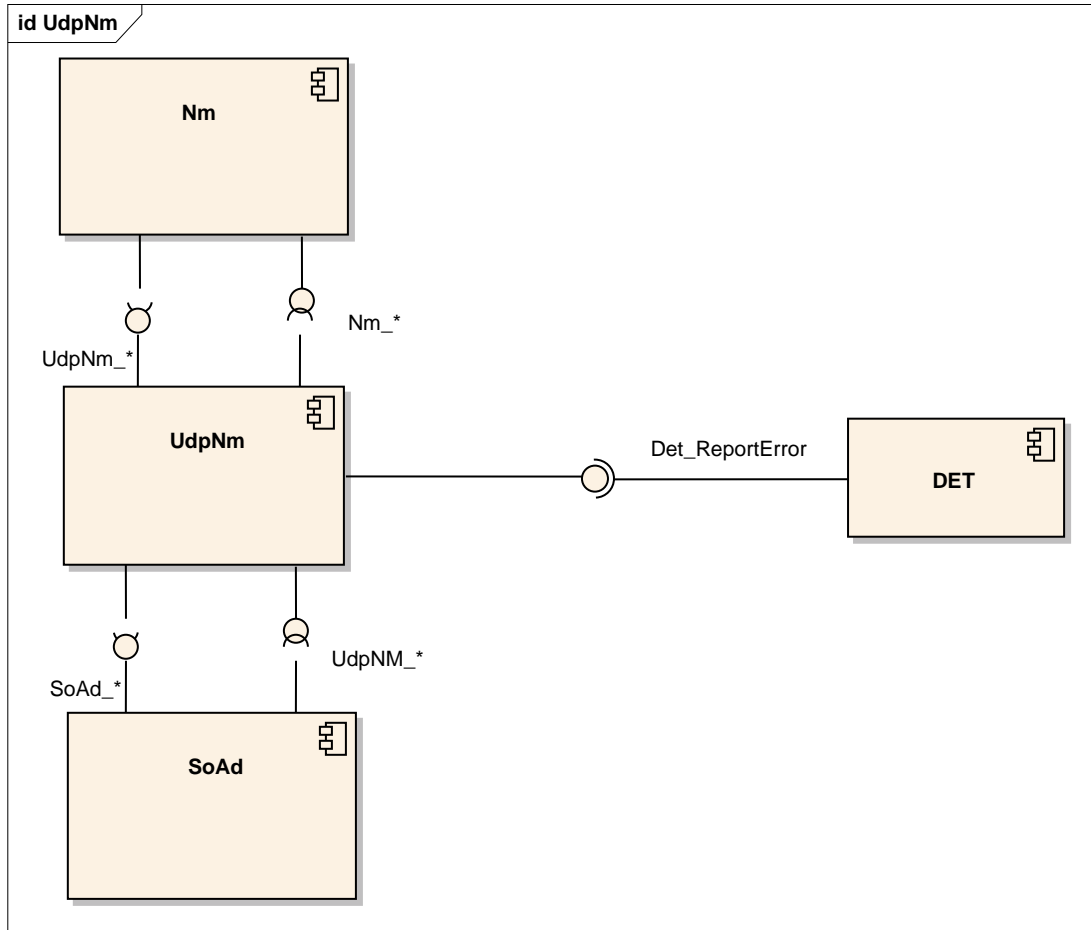 id UdpNm
Nm
Nm_*
UdpNm_*
UdpNm
Det_ReportError
DET
UdpNM_*
SoAd_*
SoAd